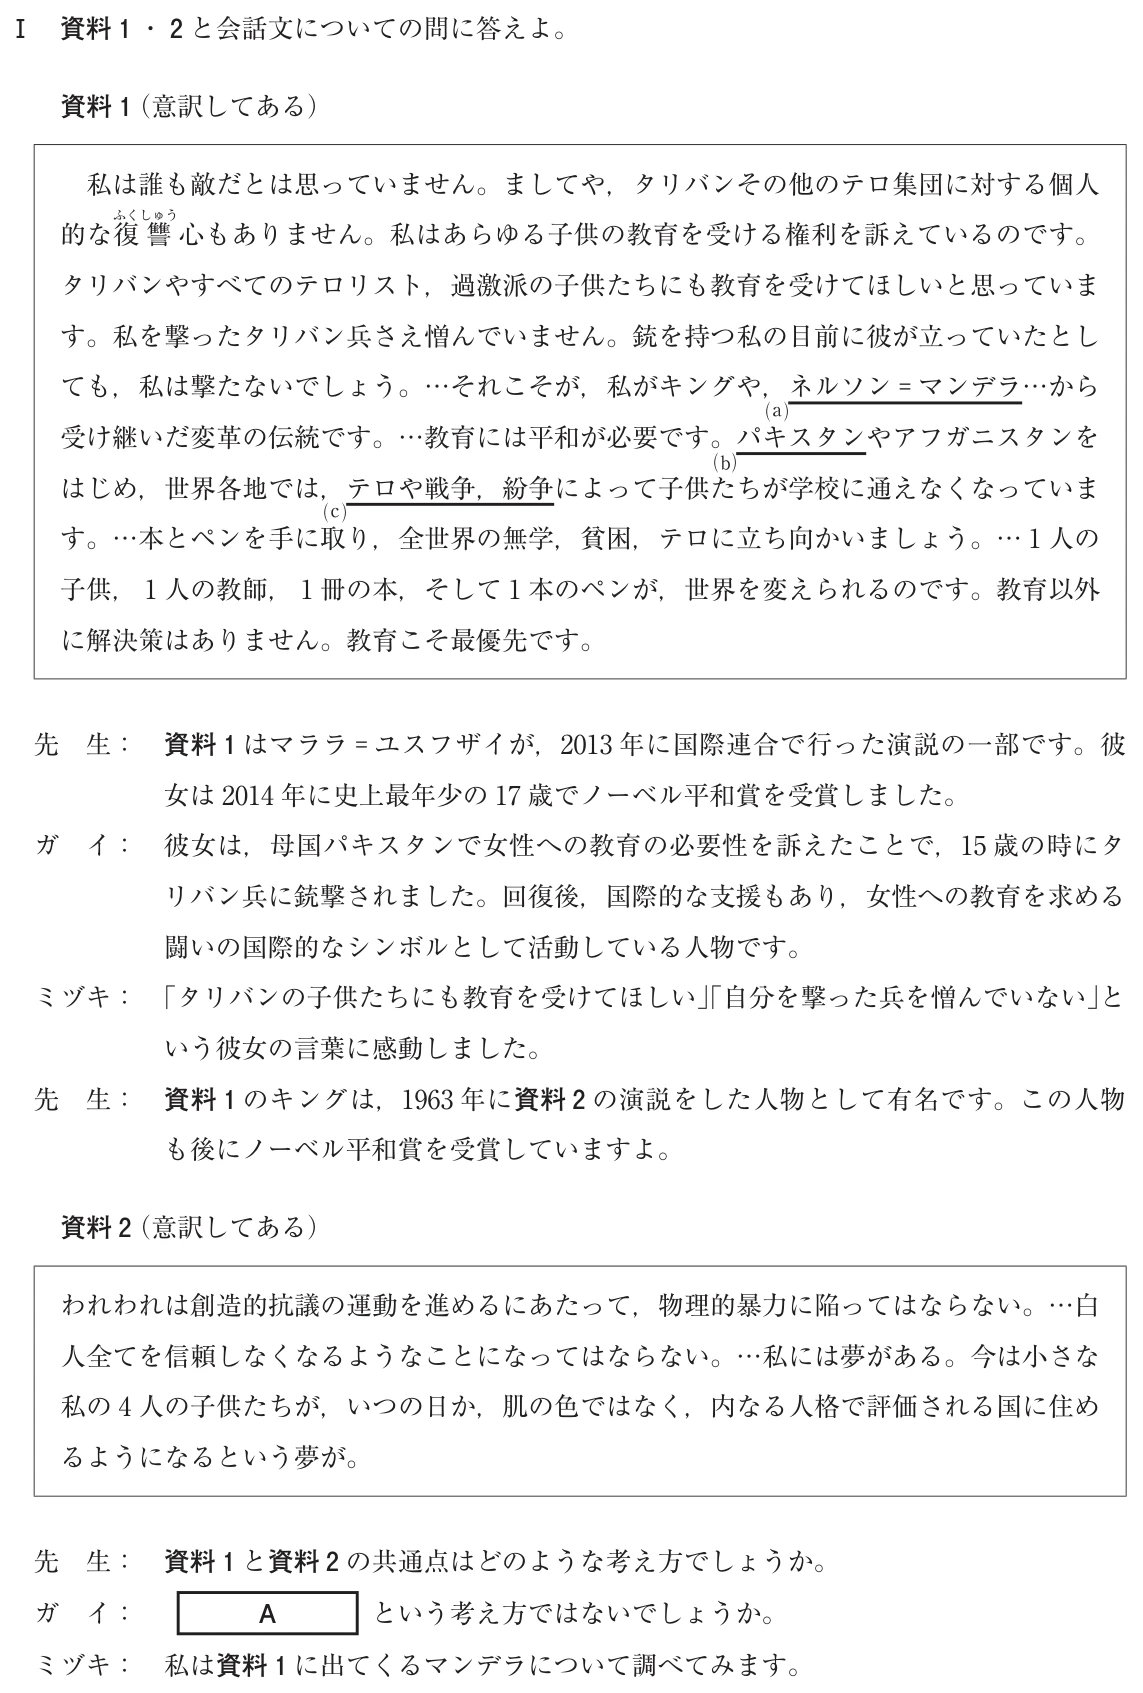 I　資料1・2と会話文についての問に答えよ。
資料1（意訳してある）
私は誰も敵だとは思っていません。ましてや，タリバンその他のテロ集団に対する個人
的な復讐心もありません。私はあらゆる子供の教育を受ける権利を訴えているのです。
ふくしゅう
タリバンやすべてのテロリスト，過激派の子供たちにも教育を受けてほしいと思っていま
す。私を撃ったタリバン兵さえ憎んでいません。銃を持つ私の目前に彼が立っていたとし
ても，私は撃たないでしょう。…それこそが，私がキングや，ネルソン＝マンデラ…から
(a)
受け継いだ変革の伝統です。…教育には平和が必要です。パキスタンやアフガニスタンを
(b)
はじめ，世界各地では，テロや戦争，紛争によって子供たちが学校に通えなくなっていま
(c)
す。…本とペンを手に取り，全世界の無学，貧困，テロに立ち向かいましょう。…1人の
子供，1人の教師，1冊の本，そして1本のペンが，世界を変えられるのです。教育以外
に解決策はありません。教育こそ最優先です。
先　生：　資料1はマララ＝ユスフザイが，2013年に国際連合で行った演説の一部です。彼
女は2014年に史上最年少の17歳でノーベル平和賞を受賞しました。
ガ　イ：　彼女は，母国パキスタンで女性への教育の必要性を訴えたことで，15歳の時にタ
リバン兵に銃撃されました。回復後，国際的な支援もあり，女性への教育を求める
闘いの国際的なシンボルとして活動している人物です。
ミヅキ：　「タリバンの子供たちにも教育を受けてほしい」「自分を撃った兵を憎んでいない」と
いう彼女の言葉に感動しました。
先　生：　資料1のキングは，1963年に資料2の演説をした人物として有名です。この人物
も後にノーベル平和賞を受賞していますよ。
資料2（意訳してある）
われわれは創造的抗議の運動を進めるにあたって，物理的暴力に陥ってはならない。…白
人全てを信頼しなくなるようなことになってはならない。…私には夢がある。今は小さな
私の4人の子供たちが，いつの日か，肌の色ではなく，内なる人格で評価される国に住め
るようになるという夢が。
先　生：　資料1と資料2の共通点はどのような考え方でしょうか。
ガ　イ：　A　という考え方ではないでしょうか。
ミヅキ：　私は資料1に出てくるマンデラについて調べてみます。